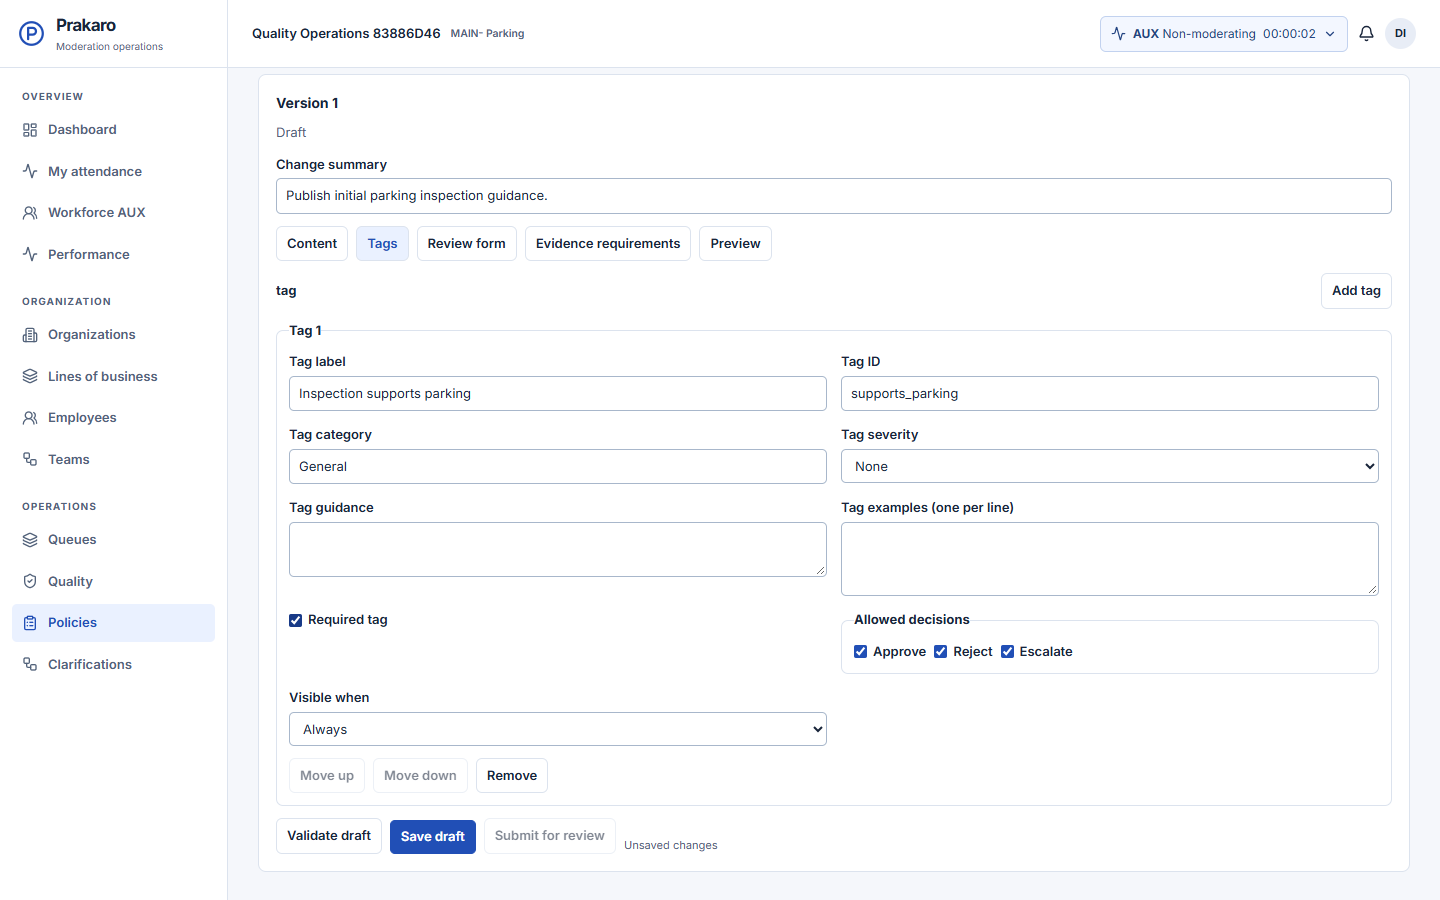 Prakaro
Moderation operations
Quality Operations 83886D46 MAIN- Parking
AUX Non-moderating 00:00:02
DI
OVERVIEW
Dashboard
My attendance
Workforce AUX
Performance
ORGANIZATION
Organizations
Lines of business
Employees
Teams
OPERATIONS
Queues
Quality
Policies
Clarifications
Version 1
Draft
Change summary
Publish initial parking inspection guidance.
Content Tags Review form Evidence requirements Preview
tag
Add tag
Tag 1
Tag label
Inspection supports parking
Tag ID
supports_parking
Tag category
General
Tag severity
None
Tag guidance
Tag examples (one per line)
Required tag
Allowed decisions
Approve Reject Escalate
Visible when
Always
Move up Move down Remove
Validate draft Save draft Submit for review Unsaved changes